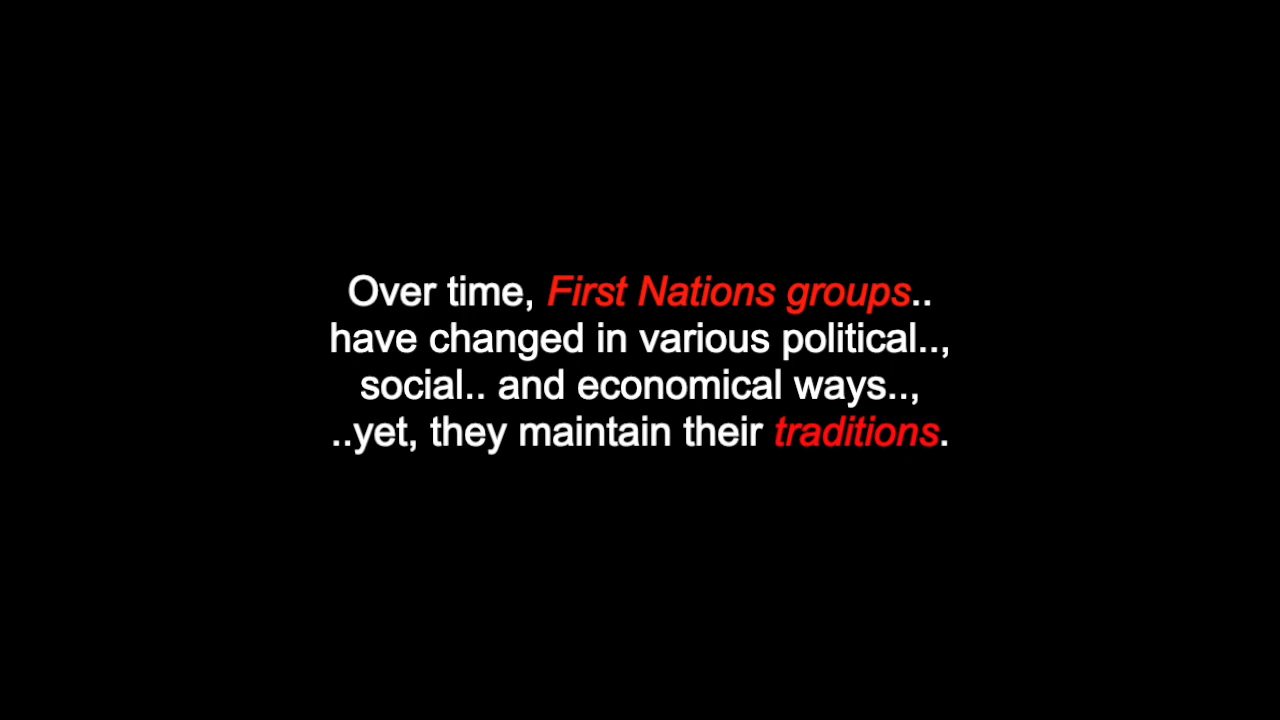 Over time, First Nations groups..
have changed in various political..,
social.. and economical ways..,
..yet, they maintain their traditions.